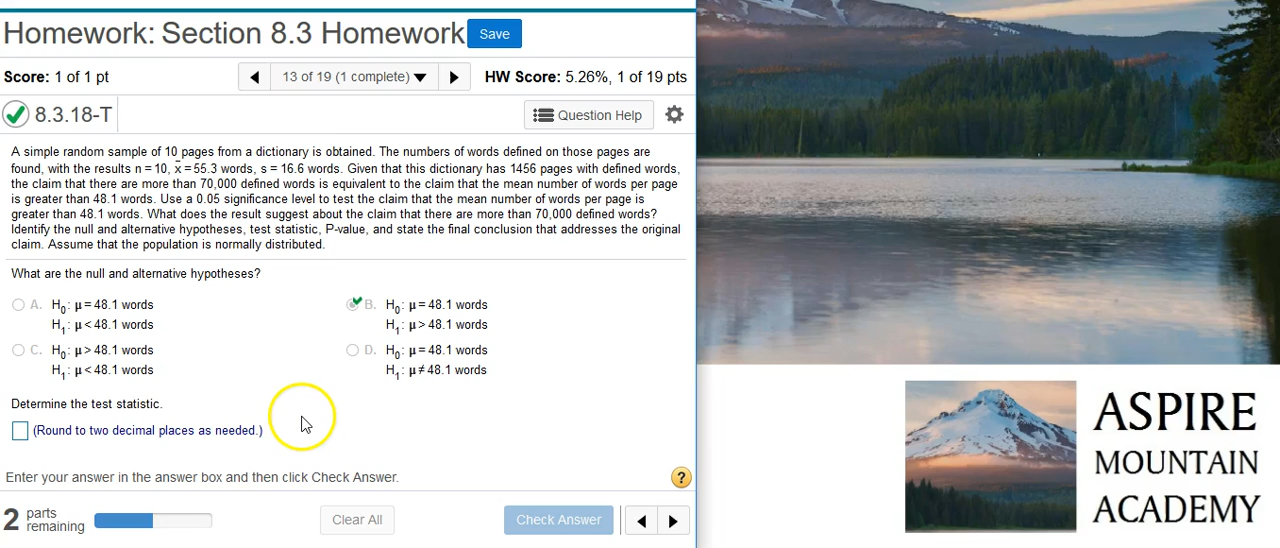 Homework: Section 8.3 Homework Save
Score: 1 of 1 pt 13 of 19 (1 complete) HW Score: 5.26%, 1 of 19 pts
8.3.18-T Question Help
A simple random sample of 10 pages from a dictionary is obtained. The numbers of words defined on those pages are
found, with the results n = 10, x̄ = 55.3 words, s = 16.6 words. Given that this dictionary has 1456 pages with defined words,
the claim that there are more than 70,000 defined words is equivalent to the claim that the mean number of words per page
is greater than 48.1 words. Use a 0.05 significance level to test the claim that the mean number of words per page is
greater than 48.1 words. What does the result suggest about the claim that there are more than 70,000 defined words?
Identify the null and alternative hypotheses, test statistic, P-value, and state the final conclusion that addresses the original
claim. Assume that the population is normally distributed.
What are the null and alternative hypotheses?
A. H₀: μ = 48.1 words
H₁: μ < 48.1 words
B. H₀: μ = 48.1 words
H₁: μ > 48.1 words
C. H₀: μ > 48.1 words
H₁: μ < 48.1 words
D. H₀: μ = 48.1 words
H₁: μ ≠ 48.1 words
Determine the test statistic.
(Round to two decimal places as needed.)
Enter your answer in the answer box and then click Check Answer.
?
2 parts
remaining
Clear All
Check Answer
ASPIRE
MOUNTAIN
ACADEMY